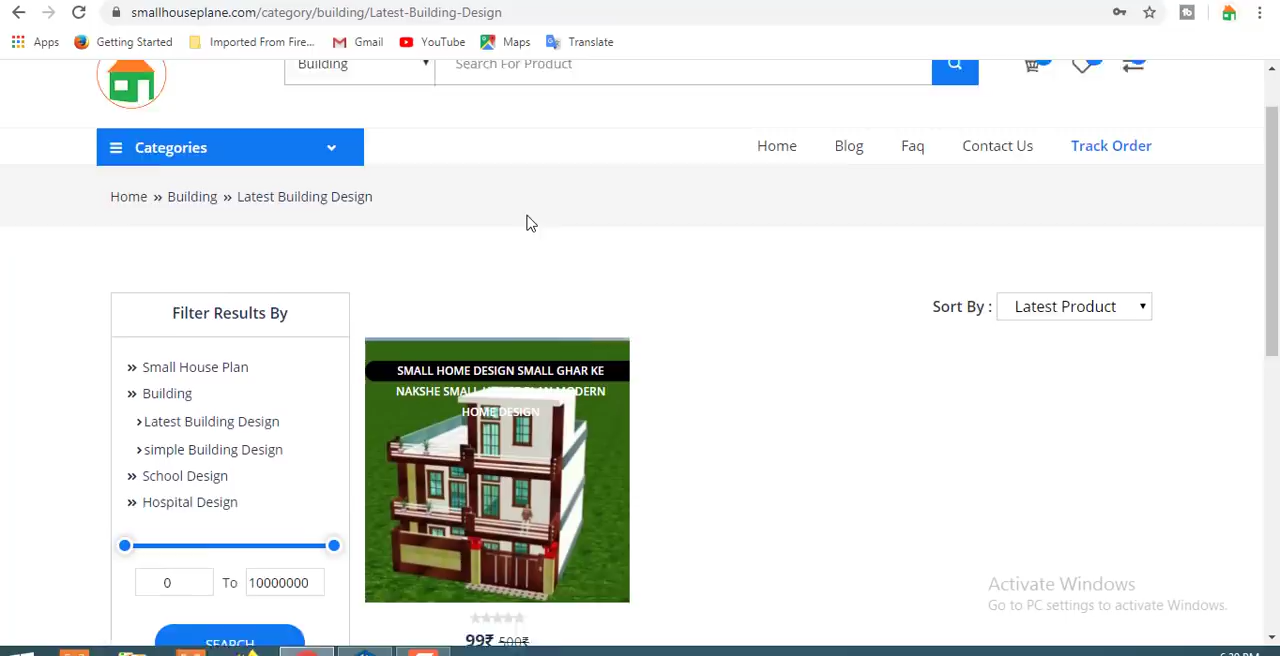 smallhouseplane.com/category/building/Latest-Building-Design
Apps Getting Started Imported From Fire... Gmail YouTube Maps Translate
Building Search For Product
Categories Home Blog Faq Contact Us Track Order
Home » Building » Latest Building Design
Filter Results By
Sort By : Latest Product
» Small House Plan
» Building
›Latest Building Design
›simple Building Design
» School Design
» Hospital Design
0 To 10000000
SEARCH
SMALL HOME DESIGN SMALL GHAR KE
NAKSHE SMALL HOUSE PLAN MODERN
HOME DESIGN
99₹ 500₹
Activate Windows
Go to PC settings to activate Windows.